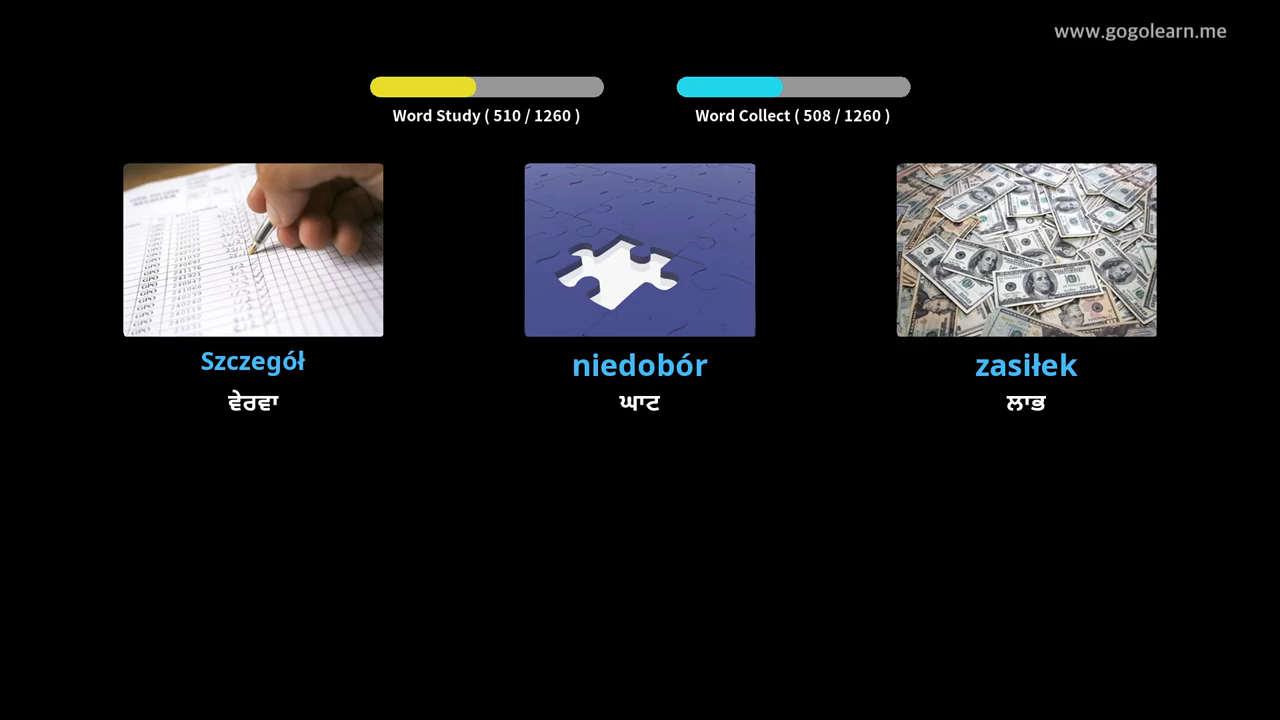 www.gogolearn.me
Word Study ( 510 / 1260 )
Word Collect ( 508 / 1260 )
Szczegół
niedobór
zasiłek
ਵੇਰਵਾ
ਘਾਟ
ਲਾਭ